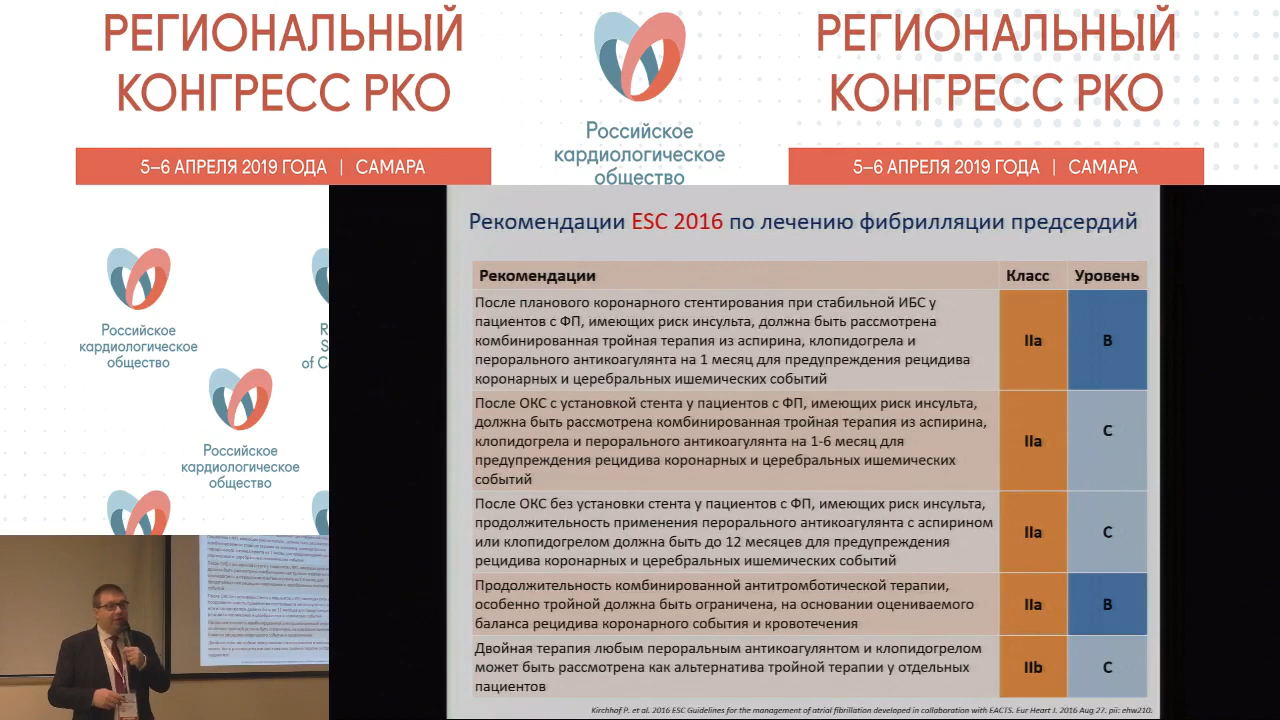 РЕГИОНАЛЬНЫЙ
КОНГРЕСС РКО
5–6 АПРЕЛЯ 2019 ГОДА | САМАРА
Российское
кардиологическое
общество
РЕГИОНАЛЬНЫЙ
КОНГРЕСС РКО
5–6 АПРЕЛЯ 2019 ГОДА | САМАРА
Российское
кардиологическое
общество
Российское
кардиологическое
общество
Рекомендации ESC 2016 по лечению фибрилляции предсердий
Рекомендации Класс Уровень
После планового коронарного стентирования при стабильной ИБС у
пациентов с ФП, имеющих риск инсульта, должна быть рассмотрена
комбинированная тройная терапия из аспирина, клопидогрела и
перорального антикоагулянта на 1 месяц для предупреждения рецидива
коронарных и церебральных ишемических событий
IIa B
После ОКС с установкой стента у пациентов с ФП, имеющих риск инсульта,
должна быть рассмотрена комбинированная тройная терапия из аспирина,
клопидогрела и перорального антикоагулянта на 1-6 месяц для
предупреждения рецидива коронарных и церебральных ишемических
событий
IIa C
После ОКС без установки стента у пациентов с ФП, имеющих риск инсульта,
продолжительность применения перорального антикоагулянта с аспирином
или клопидогрелом должна быть до 12 месяцев для предупреждения
рецидива коронарных и церебральных ишемических событий
IIa C
Продолжительность комбинированной антитромботической терапии,
особенно тройной должна быть ограничена, на основании оцениваемого
баланса рецидива коронарного события и кровотечения
IIa B
Двойная терапия любым пероральным антикоагулянтом и клопидогрелом
может быть рассмотрена как альтернатива тройной терапии у отдельных
пациентов
IIb C
Kirchhof P. et al. 2016 ESC Guidelines for the management of atrial fibrillation developed in collaboration with EACTS. Eur Heart J. 2016 Aug 27. pii: ehw210.